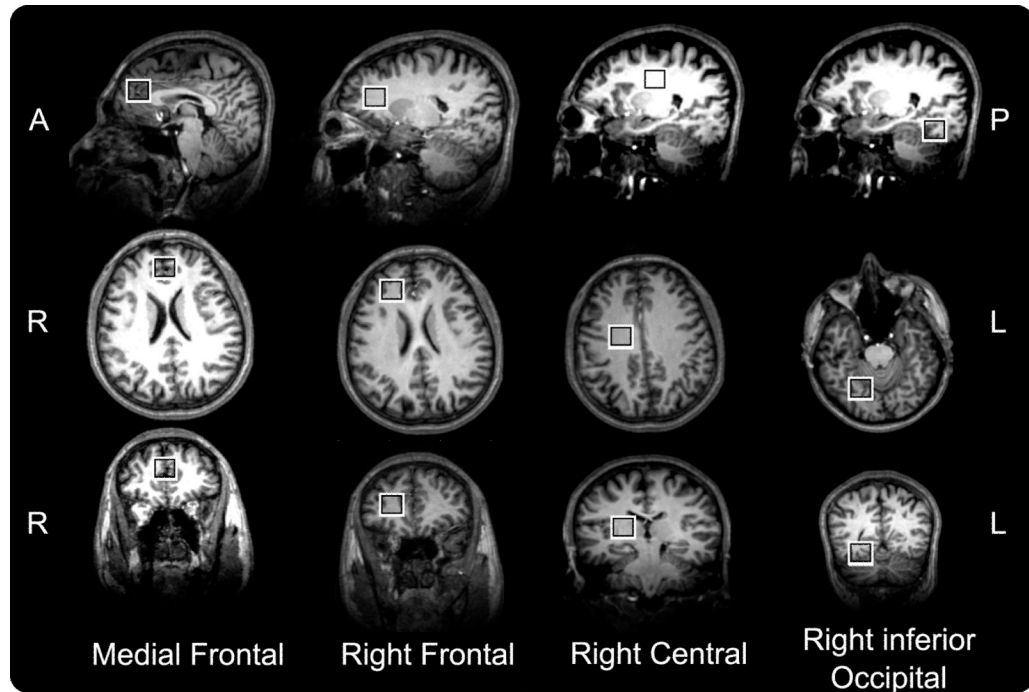 A
P
R
L
R
L
Medial Frontal
Right Frontal
Right Central
Right inferior
Occipital